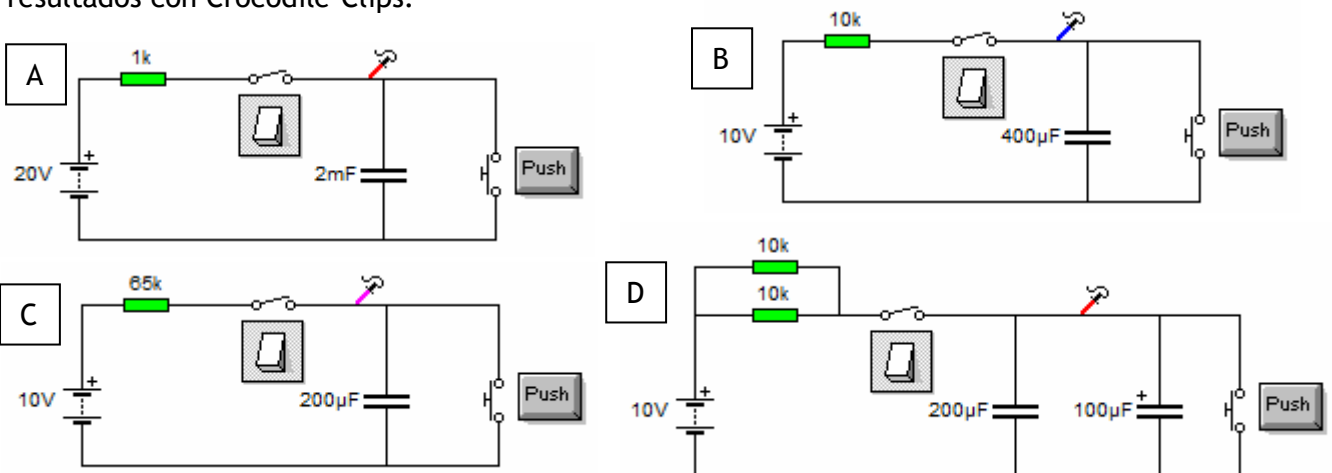 resultados con Crocodile Clips.
A
1k
20V
2mF
Push
B
10k
10V
400µF
Push
C
65k
10V
200µF
Push
D
10k
10k
10V
200µF
100µF
Push